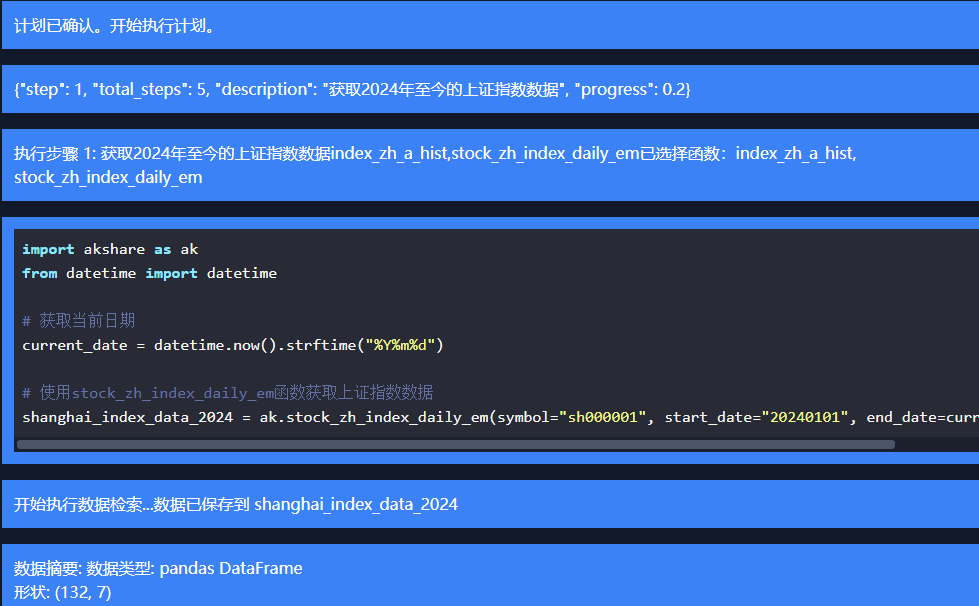 计划已确认。开始执行计划。
{"step": 1, "total_steps": 5, "description": "获取2024年至今的上证指数数据", "progress": 0.2}
执行步骤 1: 获取2024年至今的上证指数数据index_zh_a_hist,stock_zh_index_daily_em已选择函数：index_zh_a_hist,
stock_zh_index_daily_em
import akshare as ak
from datetime import datetime
# 获取当前日期
current_date = datetime.now().strftime("%Y%m%d")
# 使用stock_zh_index_daily_em函数获取上证指数数据
shanghai_index_data_2024 = ak.stock_zh_index_daily_em(symbol="sh000001", start_date="20240101", end_date=curr
开始执行数据检索...数据已保存到 shanghai_index_data_2024
数据摘要: 数据类型: pandas DataFrame
形状: (132, 7)